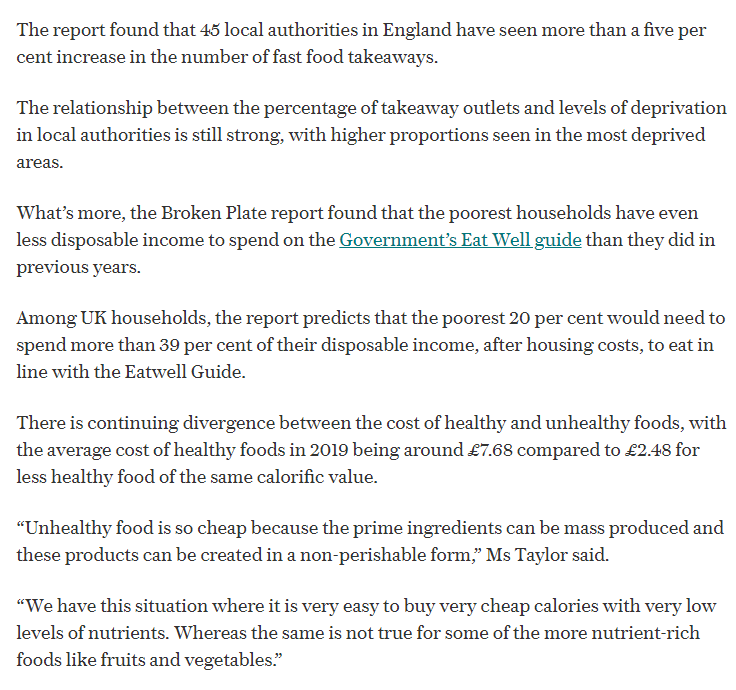 The report found that 45 local authorities in England have seen more than a five per
cent increase in the number of fast food takeaways.
The relationship between the percentage of takeaway outlets and levels of deprivation
in local authorities is still strong, with higher proportions seen in the most deprived
areas.
What’s more, the Broken Plate report found that the poorest households have even
less disposable income to spend on the Government’s Eat Well guide than they did in
previous years.
Among UK households, the report predicts that the poorest 20 per cent would need to
spend more than 39 per cent of their disposable income, after housing costs, to eat in
line with the Eatwell Guide.
There is continuing divergence between the cost of healthy and unhealthy foods, with
the average cost of healthy foods in 2019 being around £7.68 compared to £2.48 for
less healthy food of the same calorific value.
“Unhealthy food is so cheap because the prime ingredients can be mass produced and
these products can be created in a non-perishable form,” Ms Taylor said.
“We have this situation where it is very easy to buy very cheap calories with very low
levels of nutrients. Whereas the same is not true for some of the more nutrient-rich
foods like fruits and vegetables.”